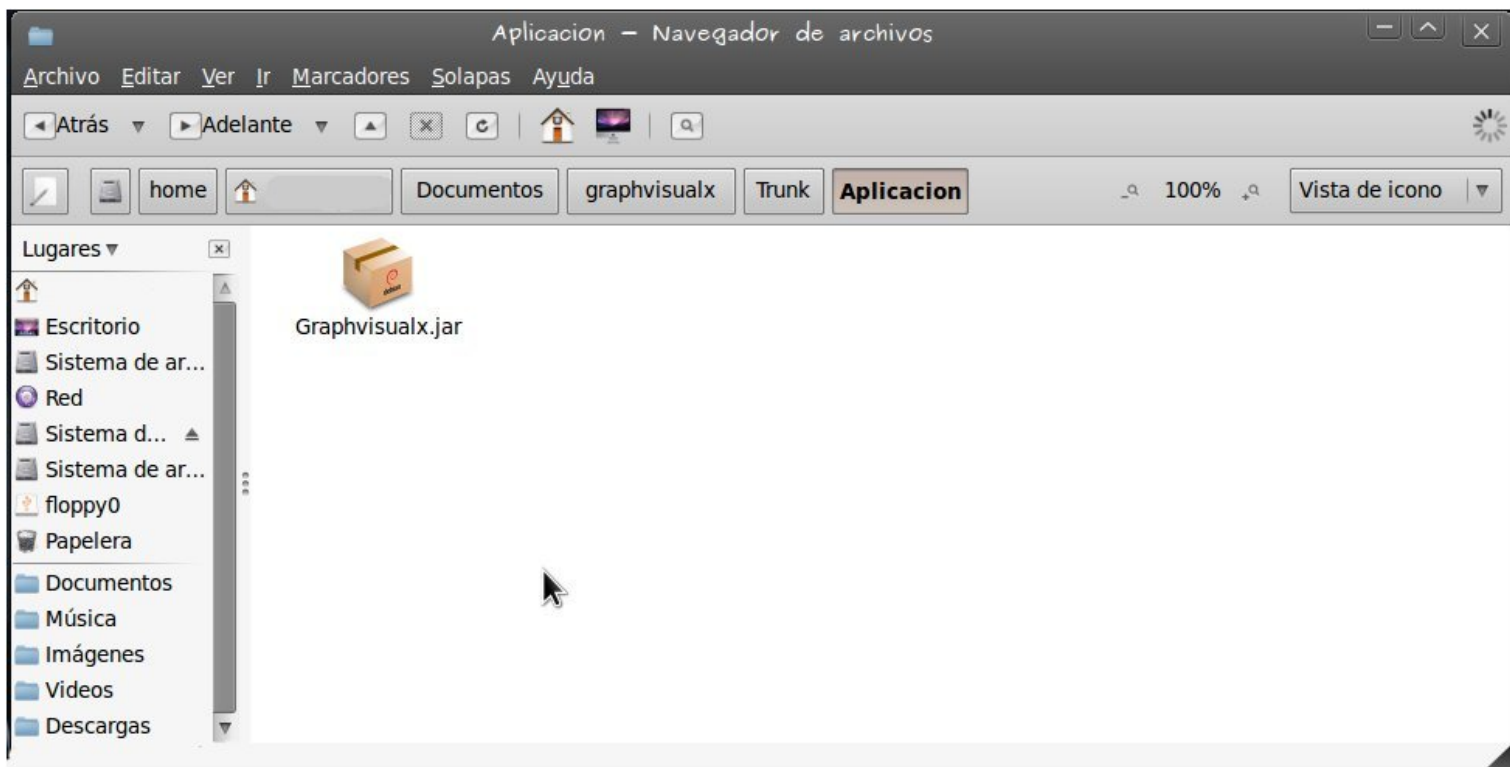 Aplicacion – Navegador de archivos
Archivo Editar Ver Ir Marcadores Solapas Ayuda
Atrás Adelante
home Documentos graphvisualx Trunk Aplicacion 100% Vista de icono
Lugares
Escritorio
Sistema de ar...
Red
Sistema d...
Sistema de ar...
floppy0
Papelera
Documentos
Música
Imágenes
Videos
Descargas
debian
Graphvisualx.jar